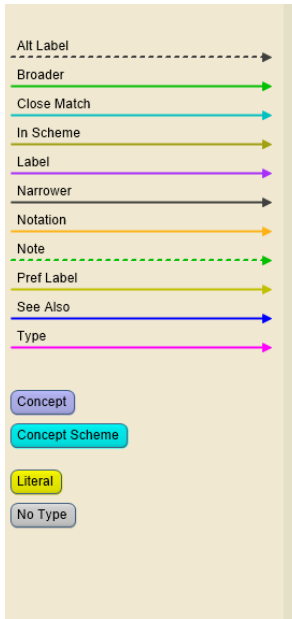 Alt Label
Broader
Close Match
In Scheme
Label
Narrower
Notation
Note
Pref Label
See Also
Type
Concept
Concept Scheme
Literal
No Type